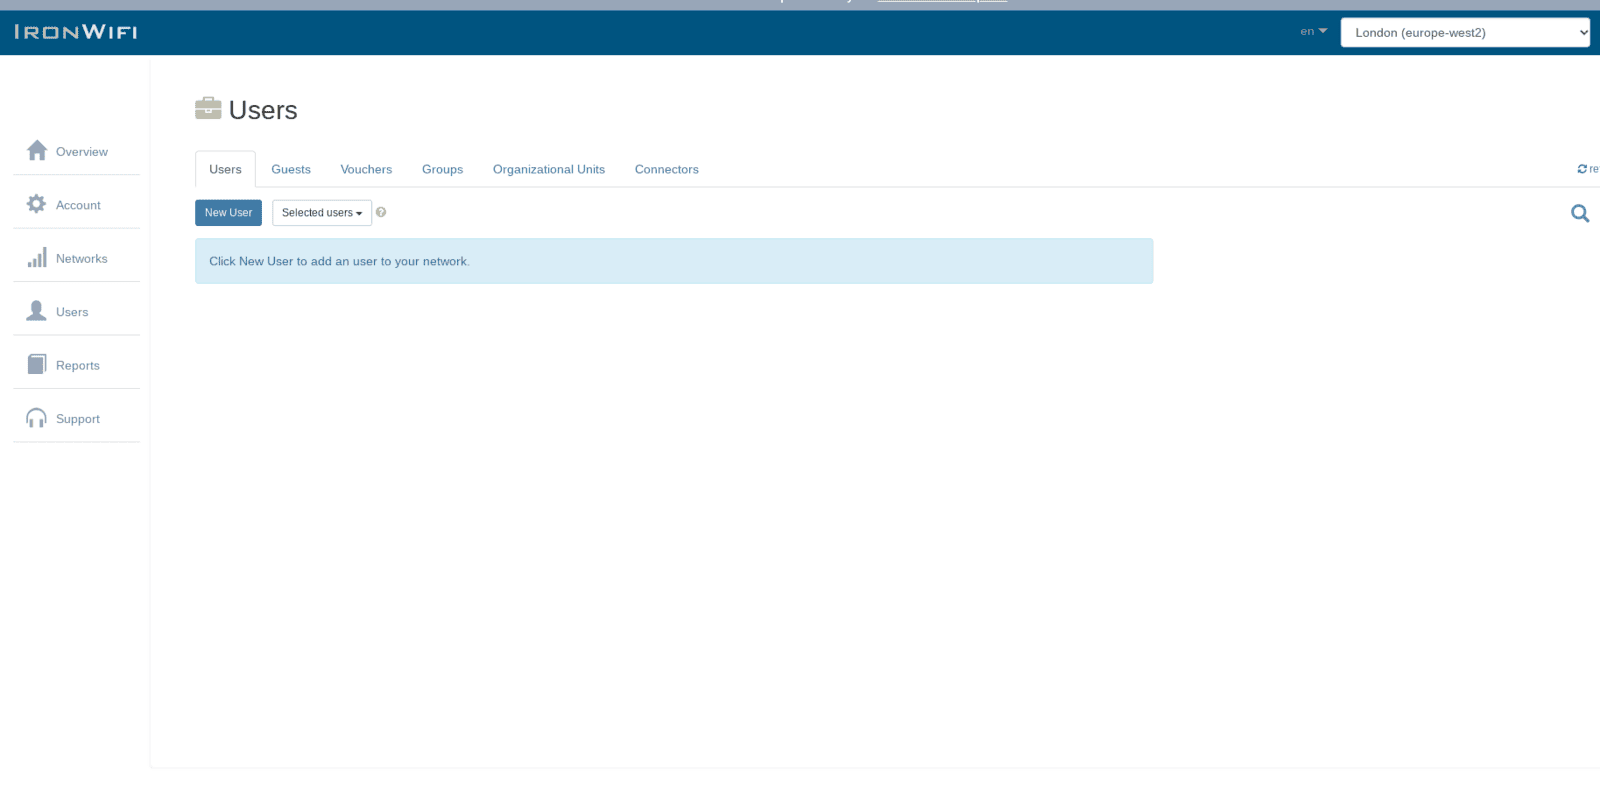 IRONWIFI
en
London (europe-west2)
Users
Overview
Account
Networks
Users
Reports
Support
Users Guests Vouchers Groups Organizational Units Connectors
New User Selected users
Click New User to add an user to your network.